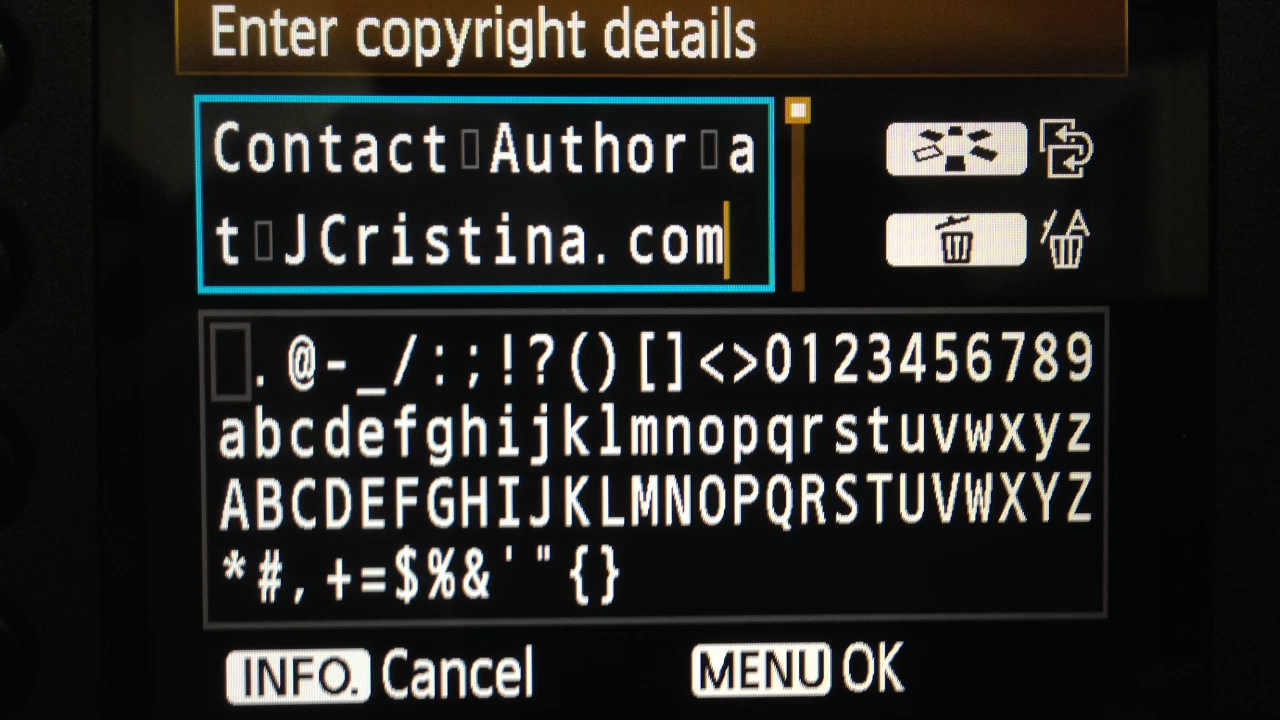 Enter copyright details
Contact Author a
t JCristina.com
.@-_/:;!?()[]<>0123456789
abcdefghijklmnopqrstuvwxyz
ABCDEFGHIJKLMNOPQRSTUVWXYZ
*#,+=$%&'"{}
INFO. Cancel MENU OK